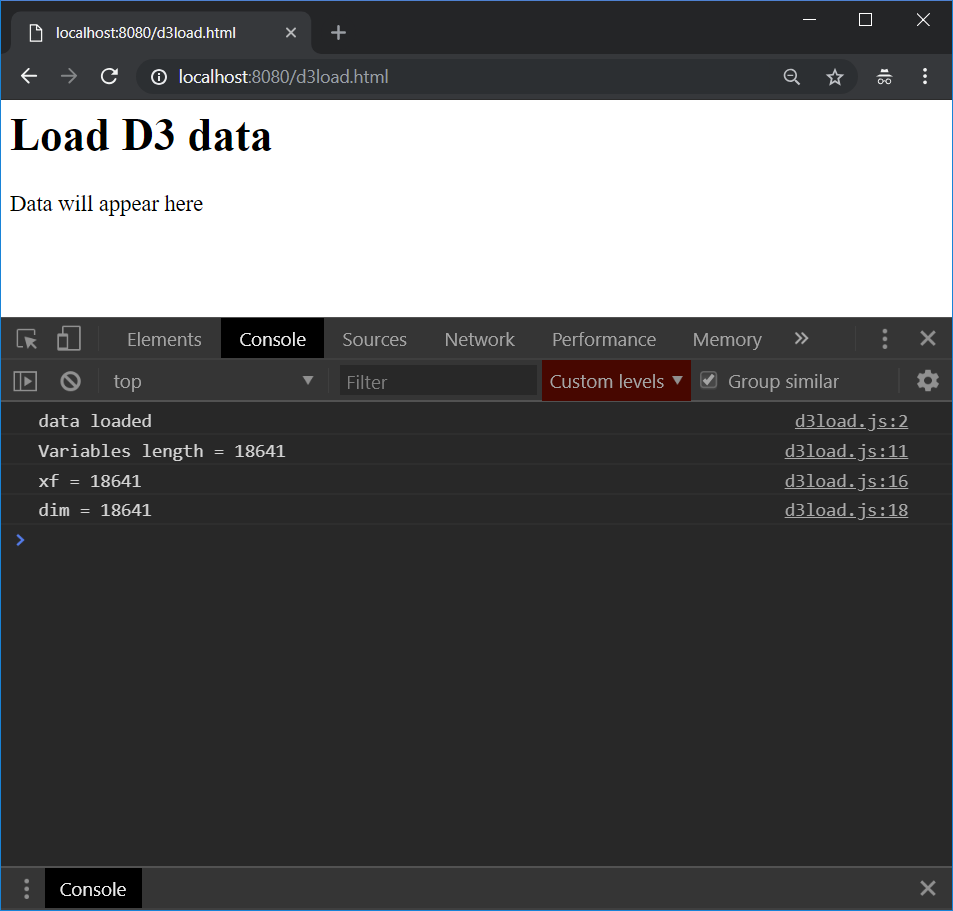 localhost:8080/d3load.html
localhost:8080/d3load.html
Load D3 data
Data will appear here
Elements Console Sources Network Performance Memory
top Filter Custom levels Group similar
data loaded d3load.js:2
Variables length = 18641 d3load.js:11
xf = 18641 d3load.js:16
dim = 18641 d3load.js:18
Console